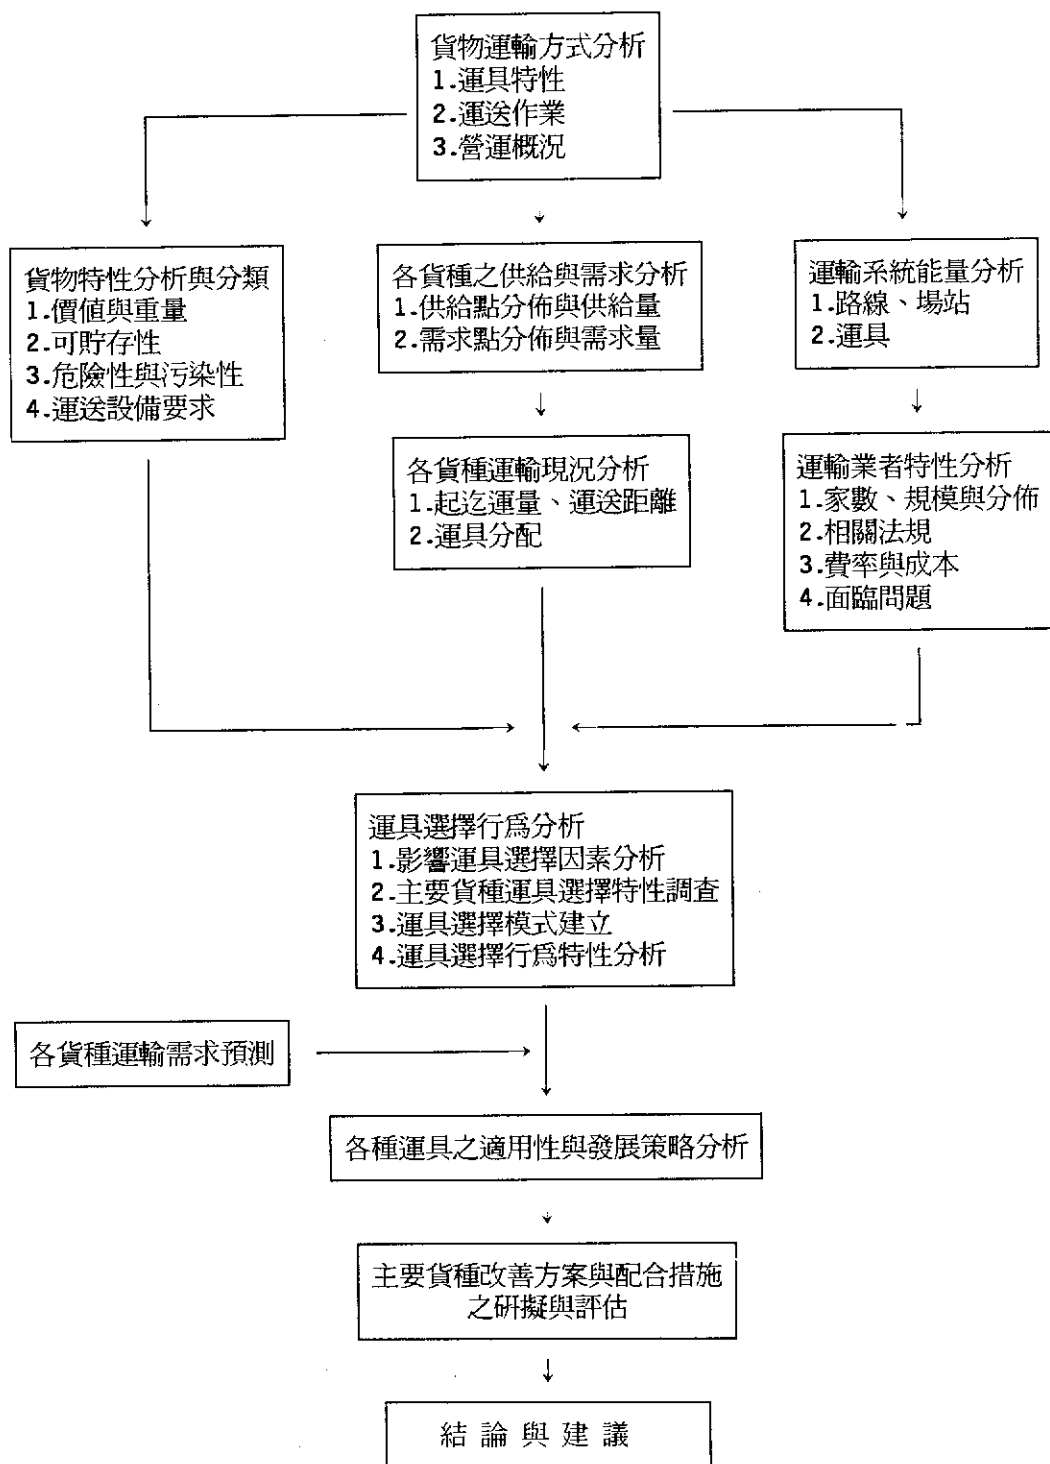 貨物運輸方式分析
1.運具特性
2.運送作業
3.營運概況
貨物特性分析與分類
1.價值與重量
2.可貯存性
3.危險性與污染性
4.運送設備要求
各貨種之供給與需求分析
1.供給點分佈與供給量
2.需求點分佈與需求量
運輸系統能量分析
1.路線、場站
2.運具
各貨種運輸現況分析
1.起迄運量、運送距離
2.運具分配
運輸業者特性分析
1.家數、規模與分佈
2.相關法規
3.費率與成本
4.面臨問題
運具選擇行爲分析
1.影響運具選擇因素分析
2.主要貨種運具選擇特性調查
3.運具選擇模式建立
4.運具選擇行爲特性分析
各貨種運輸需求預測
各種運具之適用性與發展策略分析
主要貨種改善方案與配合措施
之研擬與評估
結論與建議